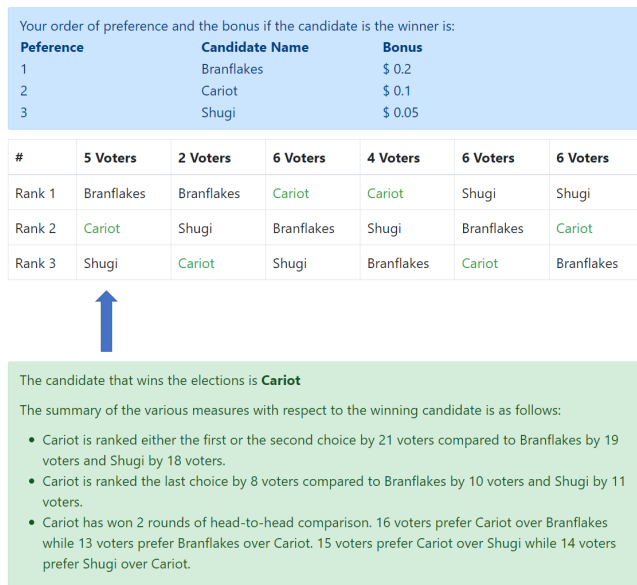 Your order of preference and the bonus if the candidate is the winner is:
Peference Candidate Name Bonus
1 Branflakes $ 0.2
2 Cariot $ 0.1
3 Shugi $ 0.05
# 5 Voters 2 Voters 6 Voters 4 Voters 6 Voters 6 Voters
Rank 1 Branflakes Branflakes Cariot Cariot Shugi Shugi
Rank 2 Cariot Shugi Branflakes Shugi Branflakes Cariot
Rank 3 Shugi Cariot Shugi Branflakes Cariot Branflakes
The candidate that wins the elections is Cariot
The summary of the various measures with respect to the winning candidate is as follows:
• Cariot is ranked either the first or the second choice by 21 voters compared to Branflakes by 19
voters and Shugi by 18 voters.
• Cariot is ranked the last choice by 8 voters compared to Branflakes by 10 voters and Shugi by 11
voters.
• Cariot has won 2 rounds of head-to-head comparison. 16 voters prefer Cariot over Branflakes
while 13 voters prefer Branflakes over Cariot. 15 voters prefer Cariot over Shugi while 14 voters
prefer Shugi over Cariot.